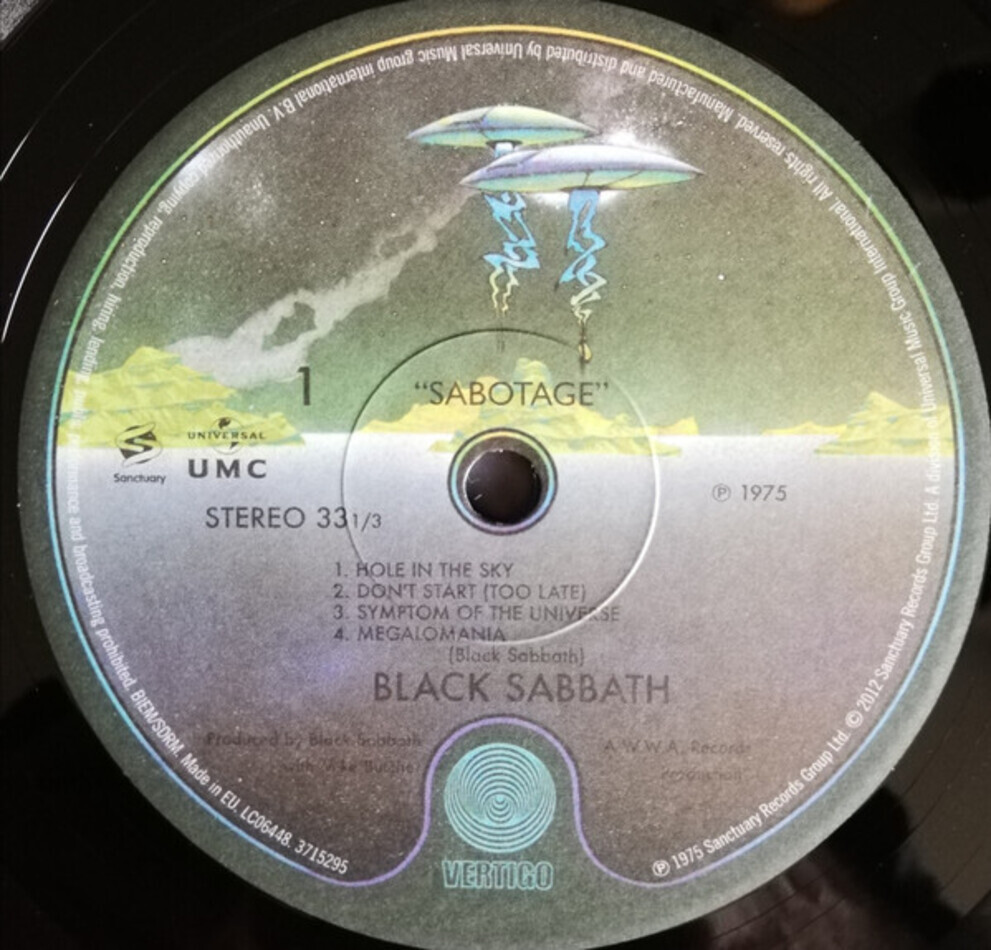 Manufactured and distributed by Universal Music group international B.V. Unauthorised copying, reproduction, hiring, lending, public performance and broadcasting prohibited. BIEM/SDRM. Made in EU. LC06448. 3715295
1
"SABOTAGE"
Sanctuary
UNIVERSAL
UMC
℗ 1975
STEREO 33 1/3
1. HOLE IN THE SKY
2. DON'T START (TOO LATE)
3. SYMPTOM OF THE UNIVERSE
4. MEGALOMANIA
(Black Sabbath)
BLACK SABBATH
Produced by Black Sabbath
with Mike Butcher
A W.W.A. Records
production
VERTIGO
℗ 1975 Sanctuary Records Group Ltd. © 2012 Sanctuary Records Group Ltd. A division of Universal Music Group International. All rights reserved.